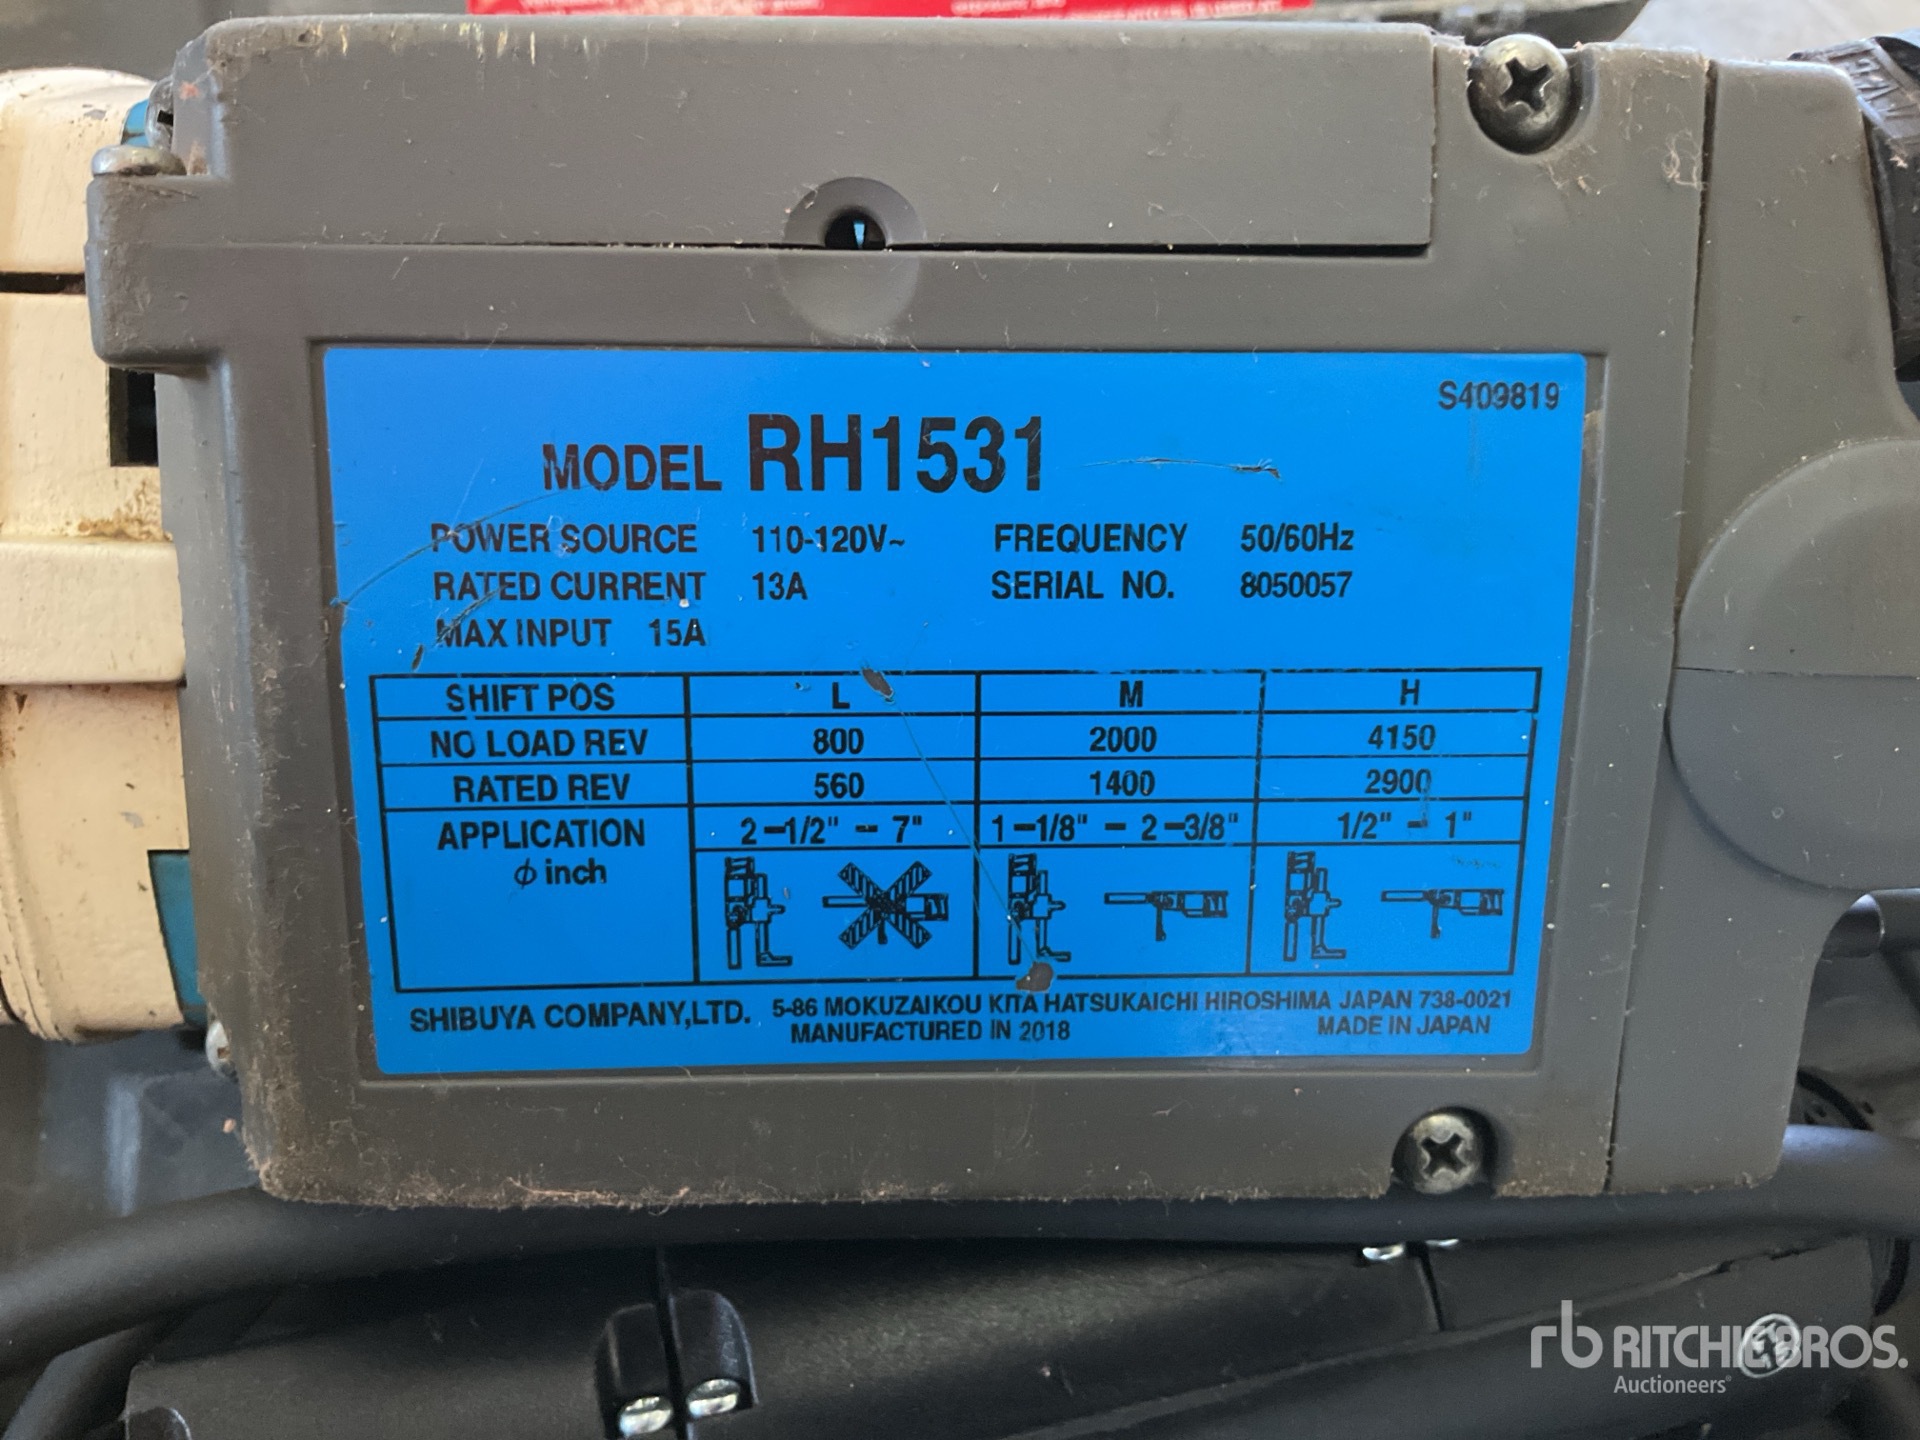 S409819
MODEL RH1531
POWER SOURCE 110-120V~ FREQUENCY 50/60Hz
RATED CURRENT 13A SERIAL NO. 8050057
MAX INPUT 15A
SHIFT POS L M H
NO LOAD REV 800 2000 4150
RATED REV 560 1400 2900
APPLICATION 2-1/2" - 7" 1-1/8" - 2-3/8" 1/2" - 1"
ϕ inch
SHIBUYA COMPANY,LTD. 5-86 MOKUZAIKOU KITA HATSUKAICHI HIROSHIMA JAPAN 738-0021
MANUFACTURED IN 2018 MADE IN JAPAN
rb RITCHIE BROS.
Auctioneers